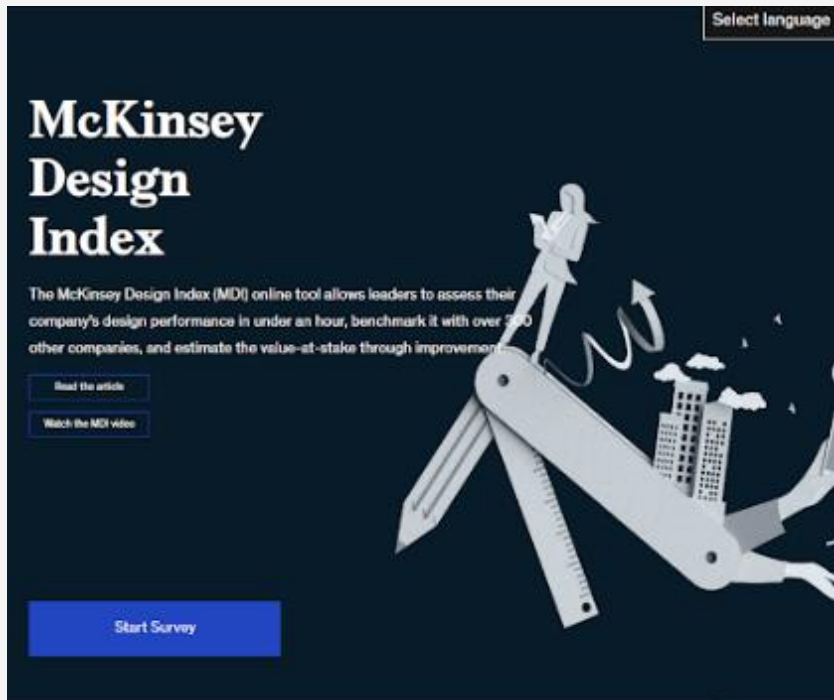 Select language
McKinsey
Design
Index
The McKinsey Design Index (MDI) online tool allows leaders to assess their
company's design performance in under an hour, benchmark it with over 300
other companies, and estimate the value-at-stake through improvement.
Read the article
Watch the MDI video
Start Survey